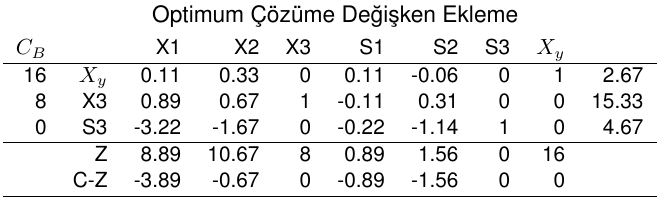 Optimum Çözüme Değişken Ekleme
C_B X1 X2 X3 S1 S2 S3 X_y
16 X_y 0.11 0.33 0 0.11 -0.06 0 1 2.67
8 X3 0.89 0.67 1 -0.11 0.31 0 0 15.33
0 S3 -3.22 -1.67 0 -0.22 -1.14 1 0 4.67
Z 8.89 10.67 8 0.89 1.56 0 16
C-Z -3.89 -0.67 0 -0.89 -1.56 0 0